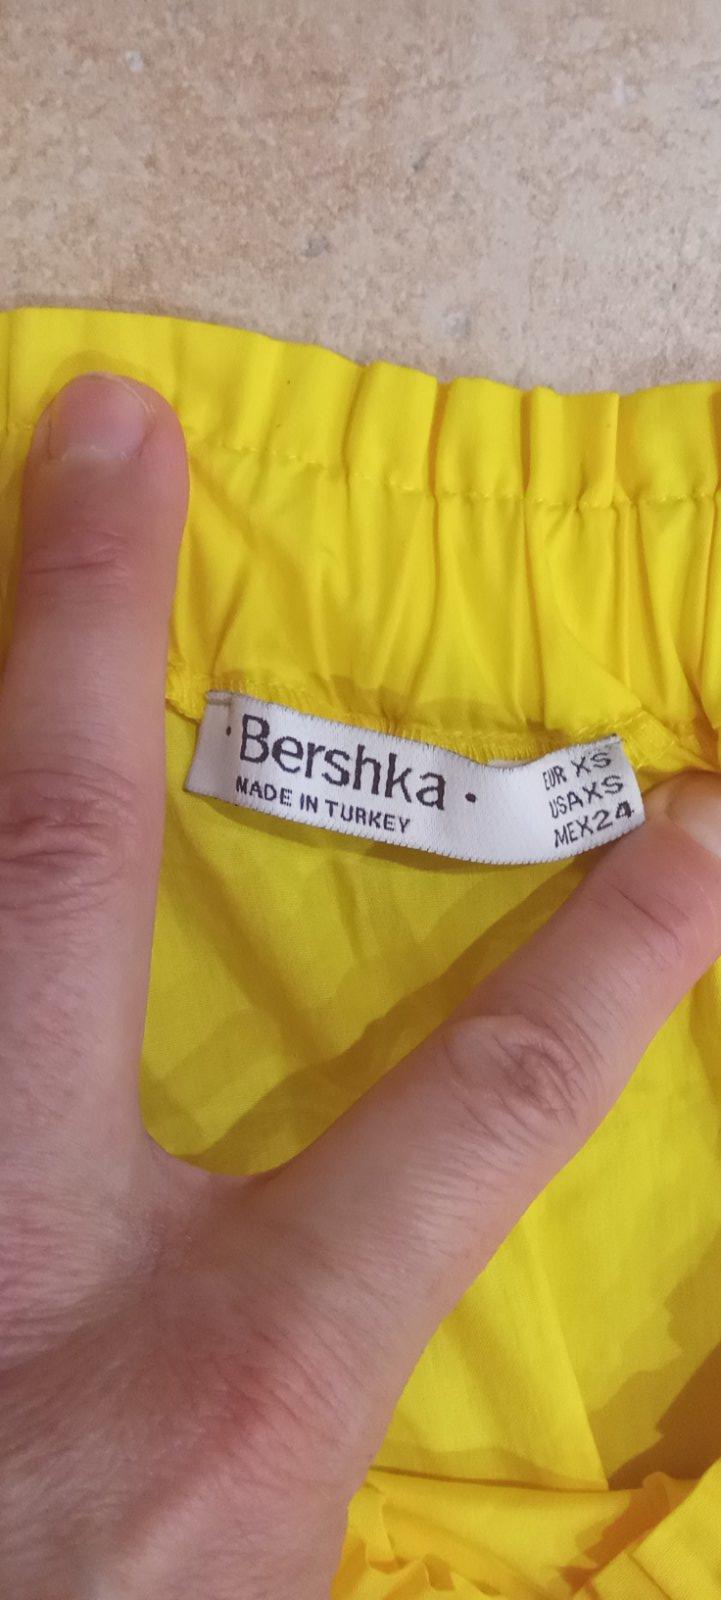 · Bershka ·
MADE IN TURKEY
EUR XS
USA XS
MEX 24